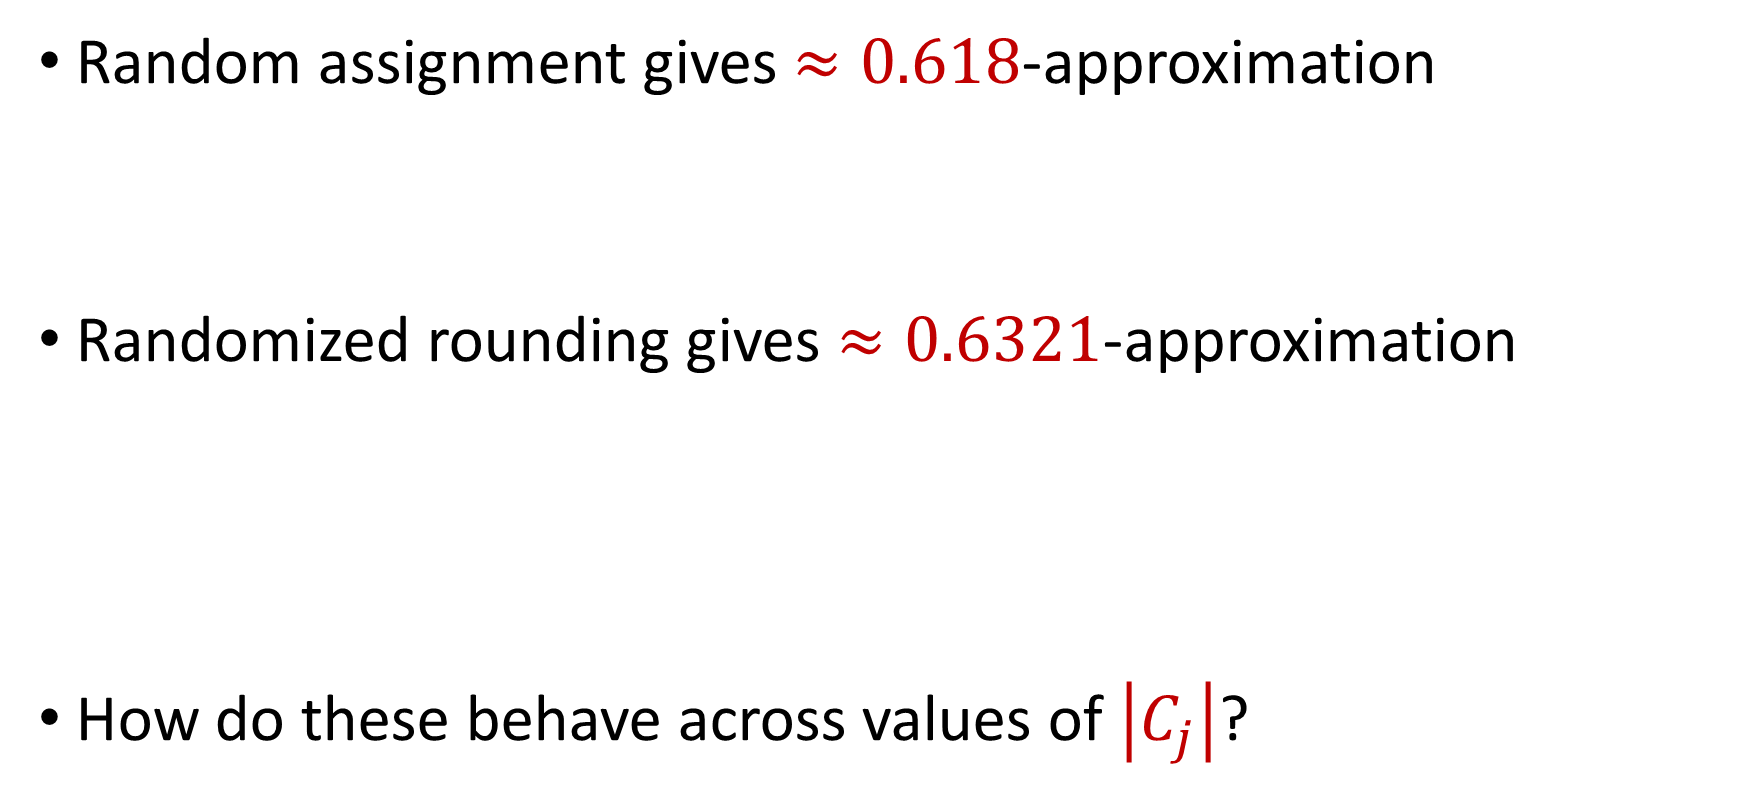 • Random assignment gives ≈ 0.618-approximation
• Randomized rounding gives ≈ 0.6321-approximation
• How do these behave across values of |Cⱼ|?